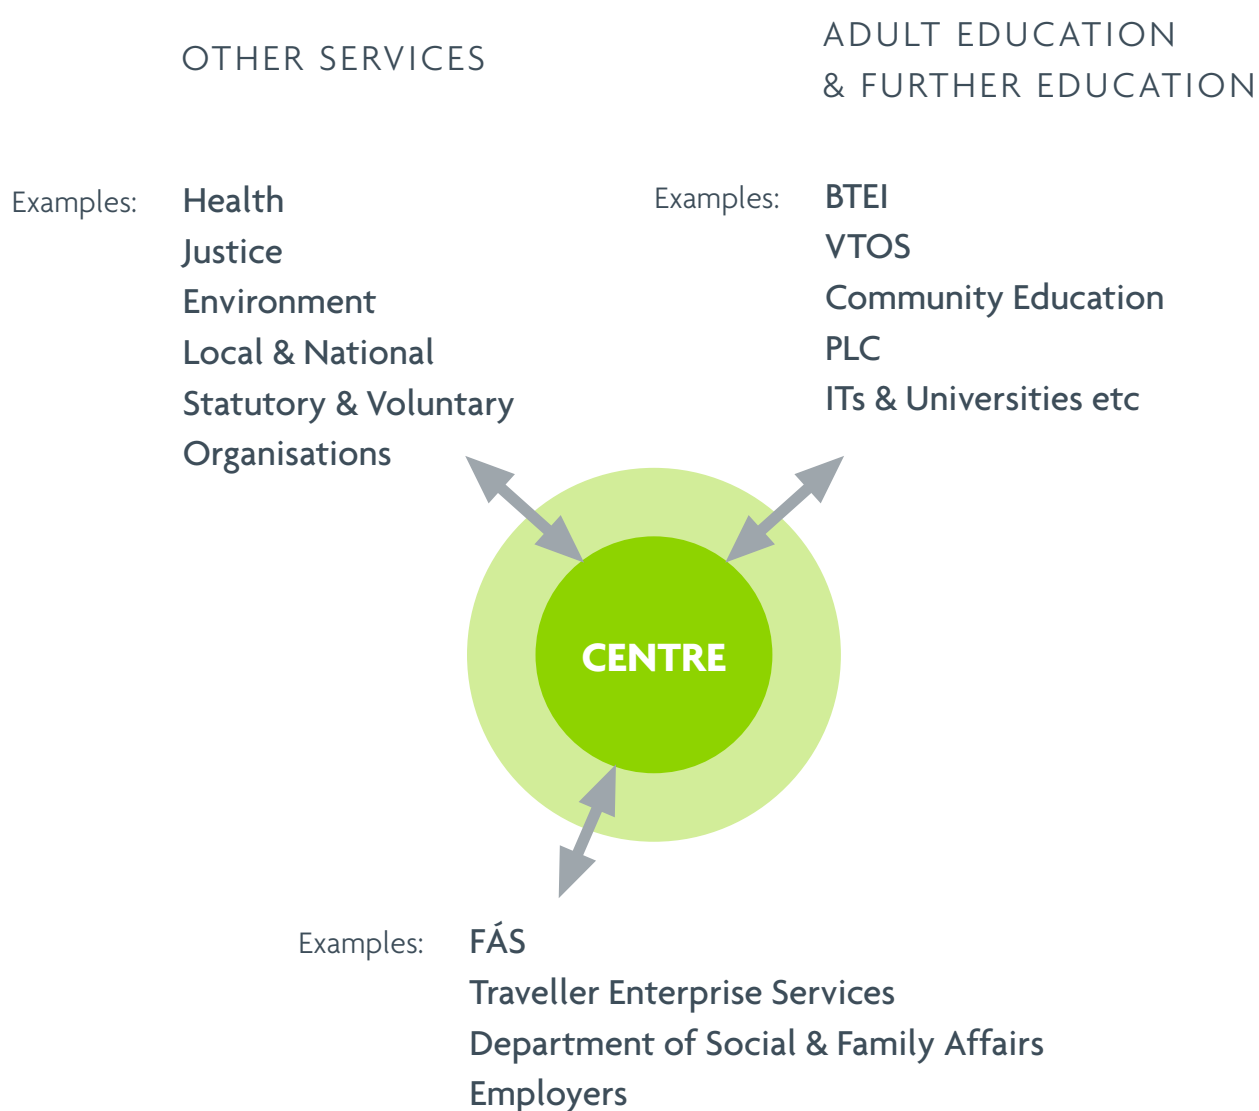 OTHER SERVICES
Examples:
Health
Justice
Environment
Local & National
Statutory & Voluntary
Organisations
ADULT EDUCATION
& FURTHER EDUCATION
Examples:
BTEI
VTOS
Community Education
PLC
ITs & Universities etc
CENTRE
Examples:
FÁS
Traveller Enterprise Services
Department of Social & Family Affairs
Employers